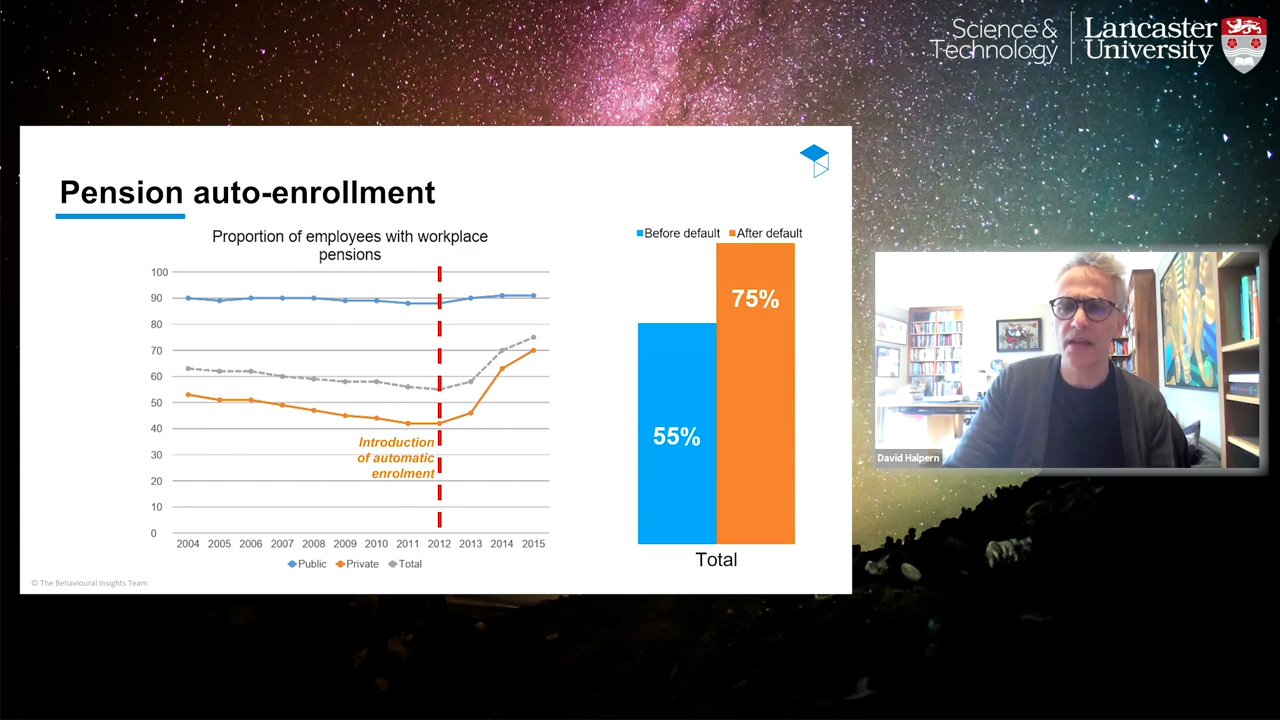 Science &
Technology
Lancaster
University
Pension auto-enrollment
Proportion of employees with workplace
pensions
100
90
80
70
60
50
40
30
20
10
0
Introduction
of automatic
enrolment
2004 2005 2006 2007 2008 2009 2010 2011 2012 2013 2014 2015
Public Private Total
© The Behavioural Insights Team
Before default After default
75%
55%
Total
David Halpern